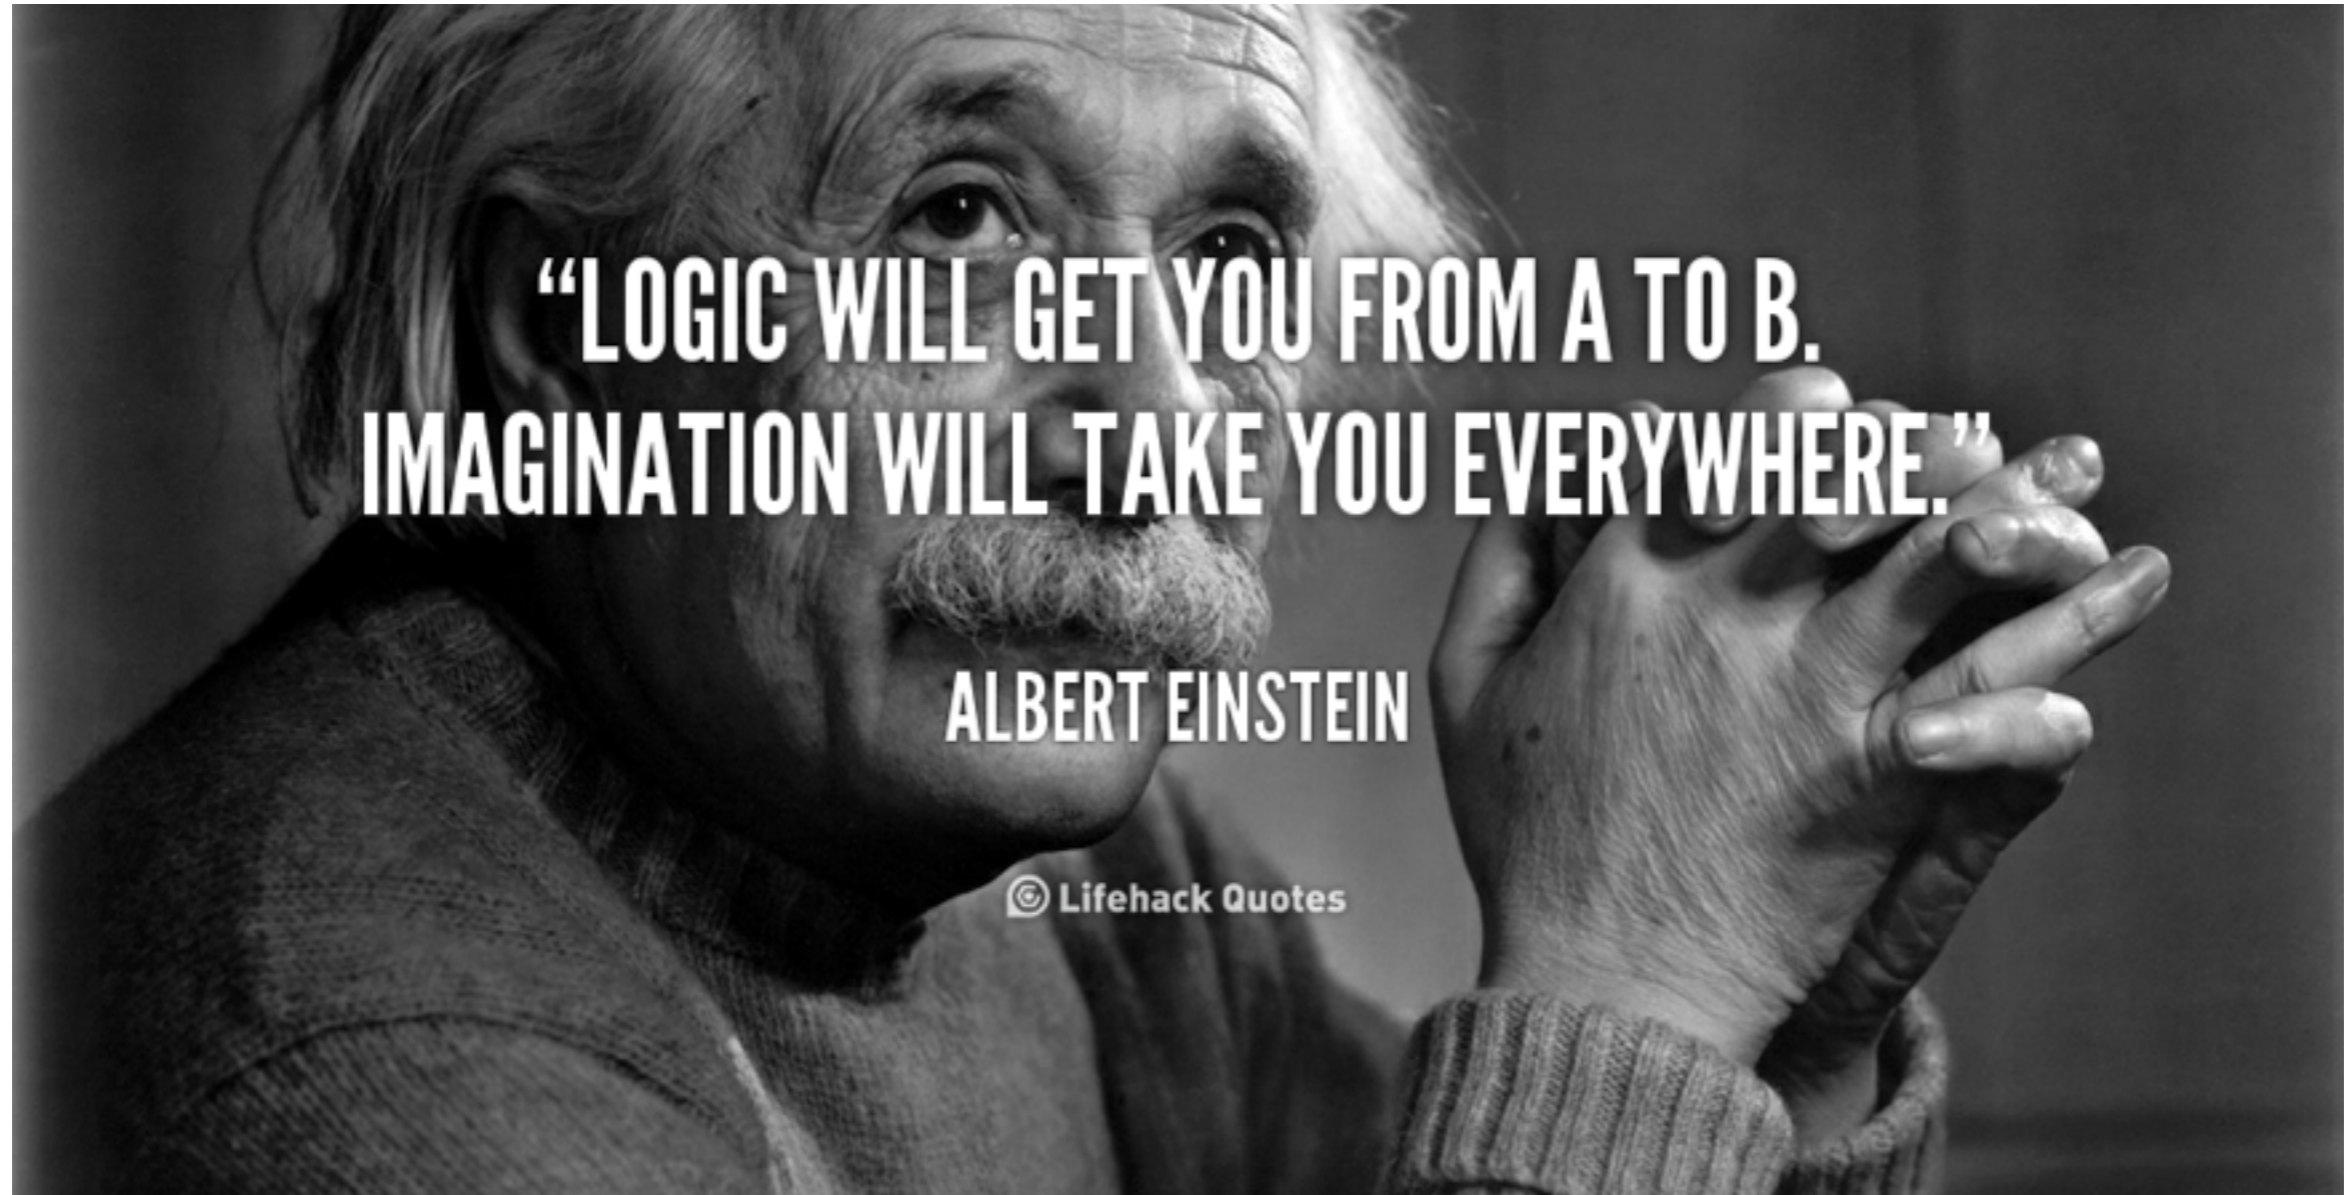 “LOGIC WILL GET YOU FROM A TO B.
IMAGINATION WILL TAKE YOU EVERYWHERE.”
ALBERT EINSTEIN
Lifehack Quotes